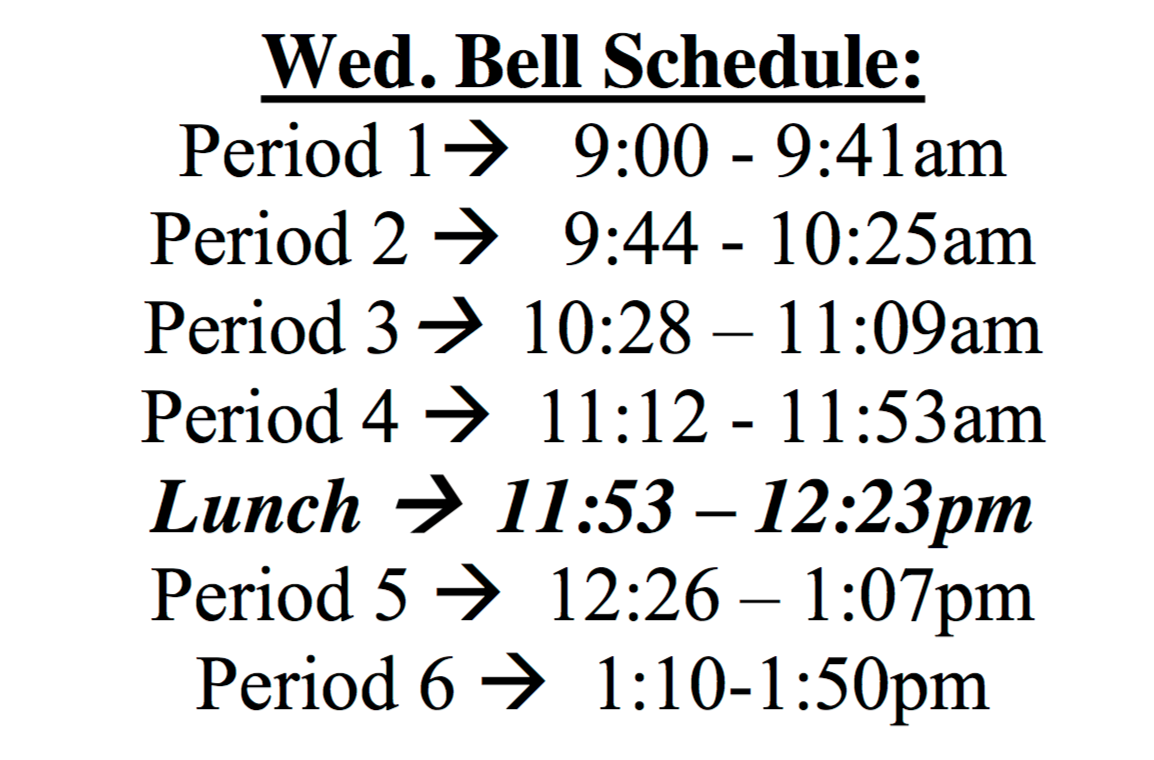 Wed. Bell Schedule:
Period 1→ 9:00 - 9:41am
Period 2 → 9:44 - 10:25am
Period 3 → 10:28 – 11:09am
Period 4 → 11:12 - 11:53am
Lunch → 11:53 – 12:23pm
Period 5 → 12:26 – 1:07pm
Period 6 → 1:10-1:50pm